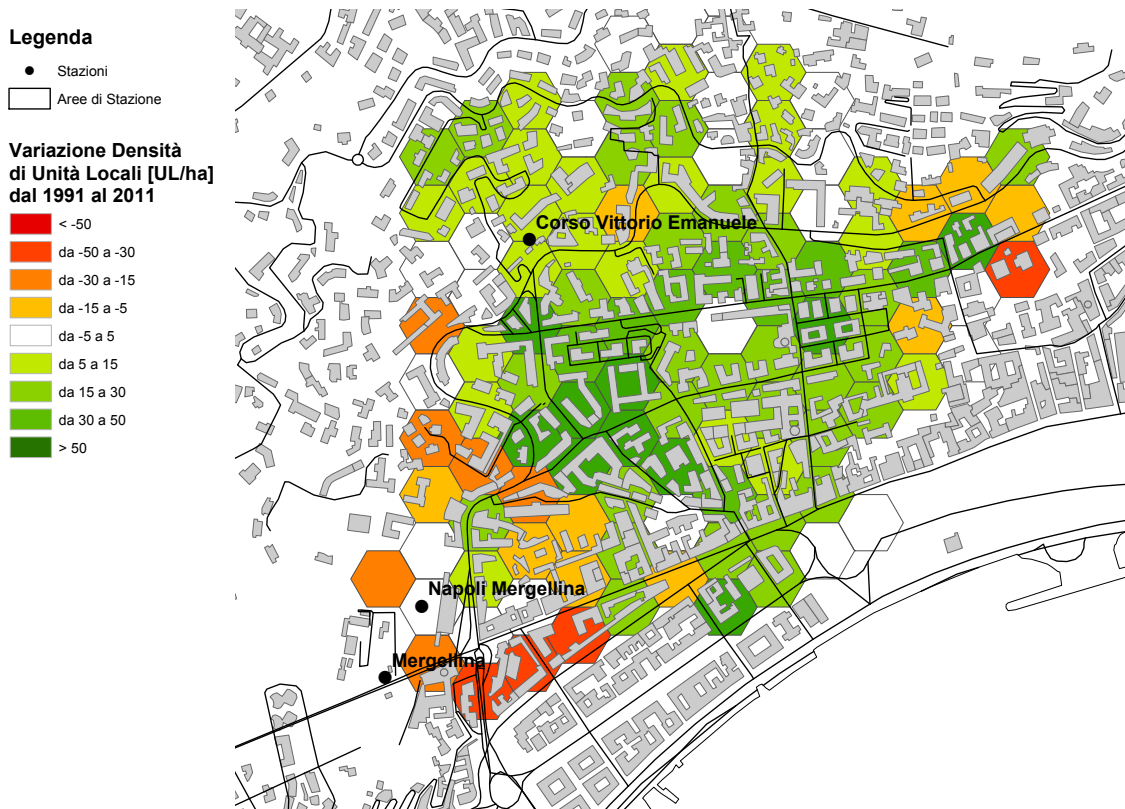 Legenda
Stazioni
Aree di Stazione
Variazione Densità
di Unità Locali [UL/ha]
dal 1991 al 2011
< -50
da -50 a -30
da -30 a -15
da -15 a -5
da -5 a 5
da 5 a 15
da 15 a 30
da 30 a 50
> 50
Corso Vittorio Emanuele
Napoli Mergellina
Mergellina